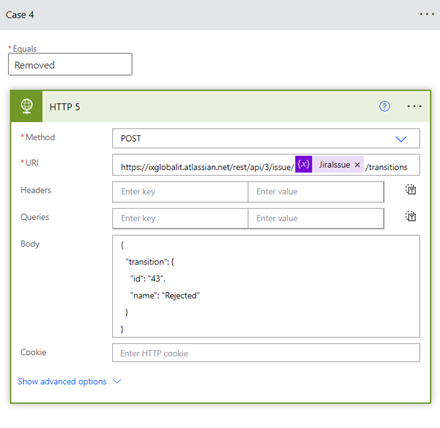 Case 4
...
* Equals
Removed
HTTP 5
...
* Method
POST
* URI
https://ixglobalit.atlassian.net/rest/api/3/issue/ {x} JiraIssue × /transitions
Headers
Enter key Enter value
Queries
Enter key Enter value
Body
{
"transition": {
"id": "43",
"name": "Rejected"
}
}
Cookie
Enter HTTP cookie
Show advanced options